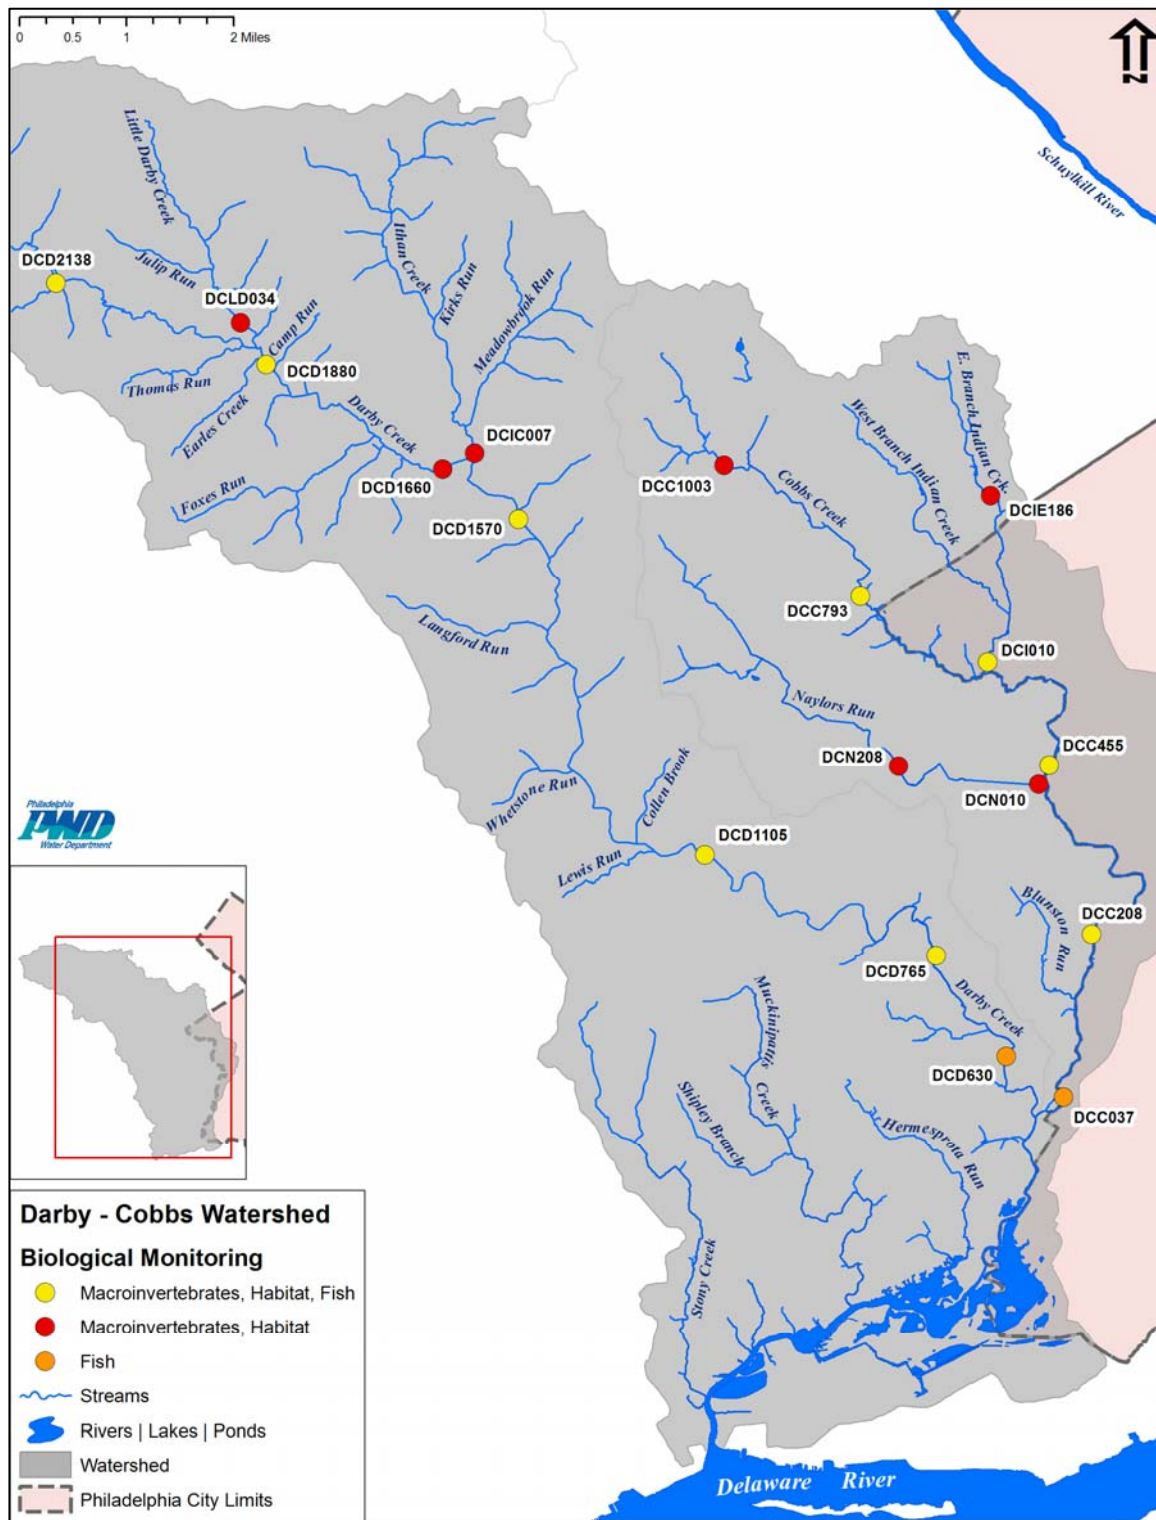 0 0.5 1 2 Miles
N
Schuylkill River
Little Darby Creek
Ithan Creek
Kirks Run
Meadowbrook Run
DCD2138
Julip Run
DCLD034
Camp Run
Thomas Run
DCD1880
Earles Creek
Darby Creek
DCIC007
Foxes Run
DCD1660
DCD1570
DCC1003
Cobbs Creek
West Branch Indian Creek
E. Branch Indian Crk.
DCIE186
DCC793
Langford Run
DCI010
Naylors Run
DCC455
DCN208
DCN010
Whetstone Run
Collen Brook
Lewis Run
DCD1105
Blunston Run
DCC208
DCD765
Darby Creek
Muckinipattis Creek
DCD630
DCC037
Shipley Branch
Hermesprota Run
Stony Creek
Delaware River
Philadelphia
PWD
Water Department
Darby - Cobbs Watershed
Biological Monitoring
Macroinvertebrates, Habitat, Fish
Macroinvertebrates, Habitat
Fish
Streams
Rivers | Lakes | Ponds
Watershed
Philadelphia City Limits